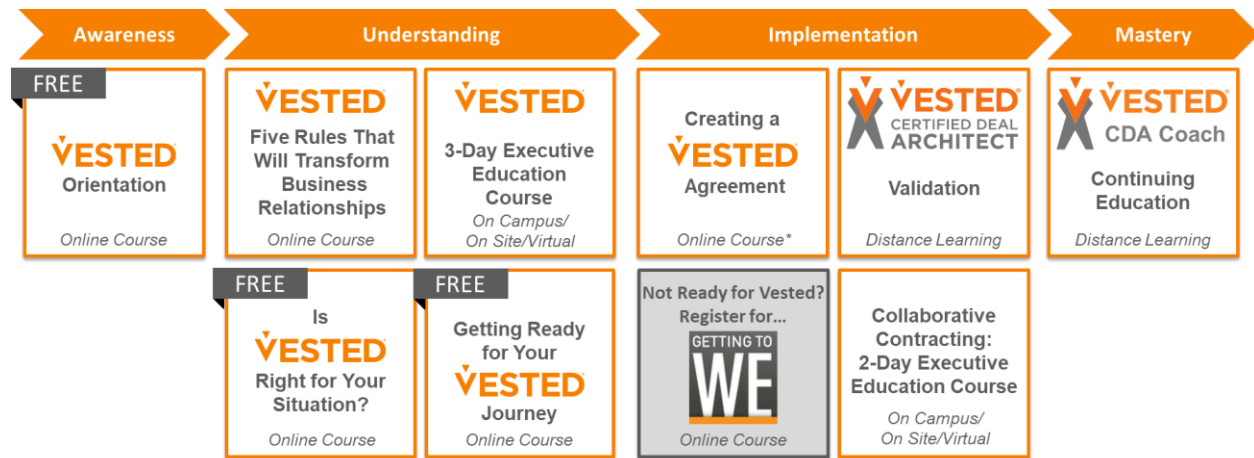 Awareness
Understanding
Implementation
Mastery
FREE
VESTED®
Orientation
Online Course
VESTED®
Five Rules That
Will Transform
Business
Relationships
Online Course
VESTED®
3-Day Executive
Education
Course
On Campus/
On Site/Virtual
Creating a
VESTED®
Agreement
Online Course*
VESTED®
CERTIFIED DEAL
ARCHITECT
Validation
Distance Learning
VESTED®
CDA Coach
Continuing
Education
Distance Learning
FREE
Is
VESTED®
Right for Your
Situation?
Online Course
FREE
Getting Ready
for Your
VESTED®
Journey
Online Course
Not Ready for Vested?
Register for...
GETTING TO
WE
Online Course
Collaborative
Contracting:
2-Day Executive
Education Course
On Campus/
On Site/Virtual